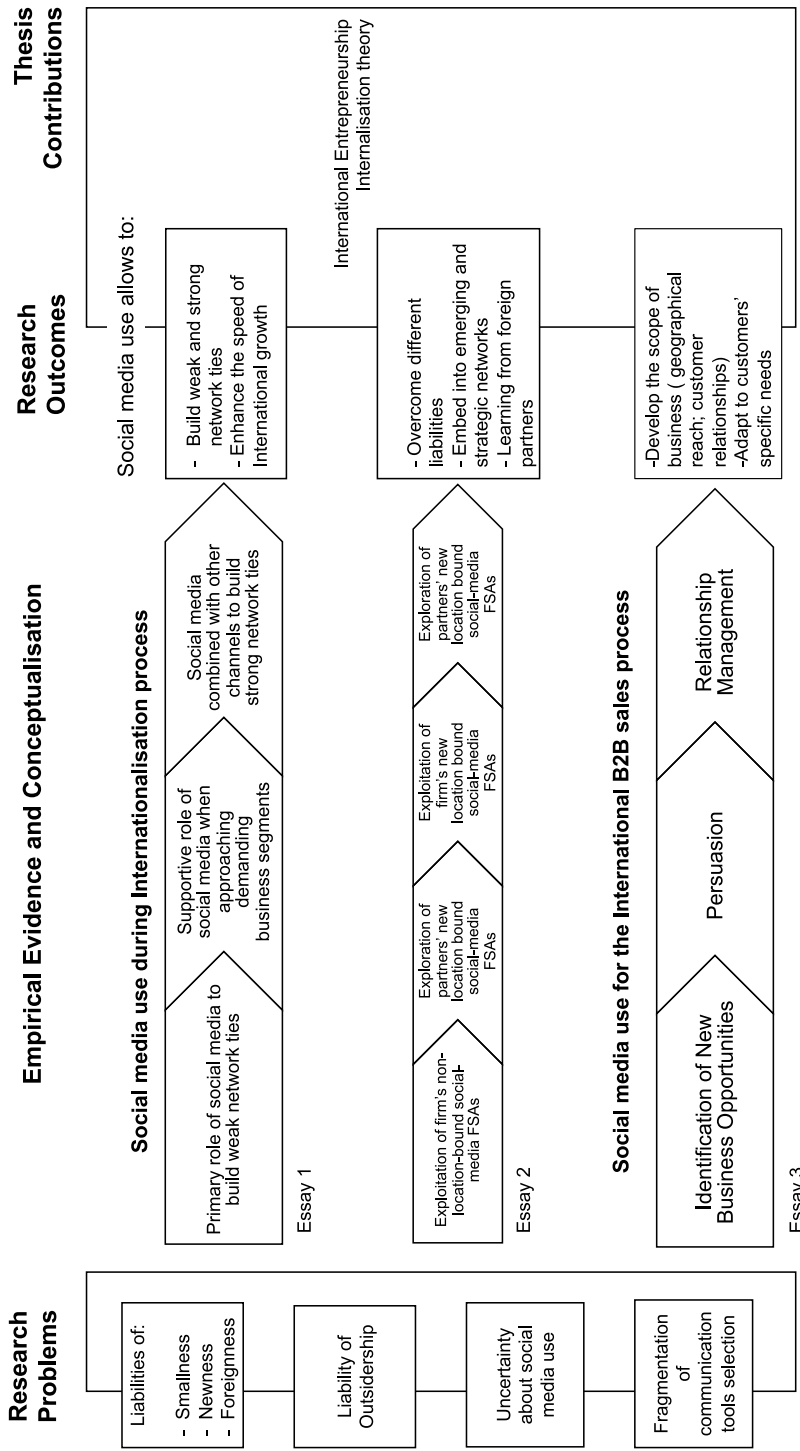 Research
Problems
Liabilities of:
- Smallness
- Newness
- Foreignness
Liability of
Outsidership
Uncertainty
about social
media use
Fragmentation
of
communication
tools selection
Empirical Evidence and Conceptualisation
Social media use during Internationalisation process
Primary role of social media to
build weak network ties
Supportive role of
social media when
approaching
demanding
business segments
Social media
combined with other
channels to build
strong network ties
Essay 1
Exploitation of firm's non-
location-bound social-
media FSAs
Exploration of
partners' new
location bound
social-media
FSAs
Exploitation of
firm's new
location bound
social-media
FSAs
Exploration of
partners' new
location bound
social-media
FSAs
Essay 2
Social media use for the International B2B sales process
Identification of New
Business Opportunities
Persuasion
Relationship
Management
Essay 3
Research
Outcomes
Social media use allows to:
- Build weak and strong
network ties
- Enhance the speed of
International growth
- Overcome different
liabilities
- Embed into emerging and
strategic networks
- Learning from foreign
partners
-Develop the scope of
business ( geographical
reach; customer
relationships)
-Adapt to customers'
specific needs
Thesis
Contributions
International Entrepreneurship
Internalisation theory